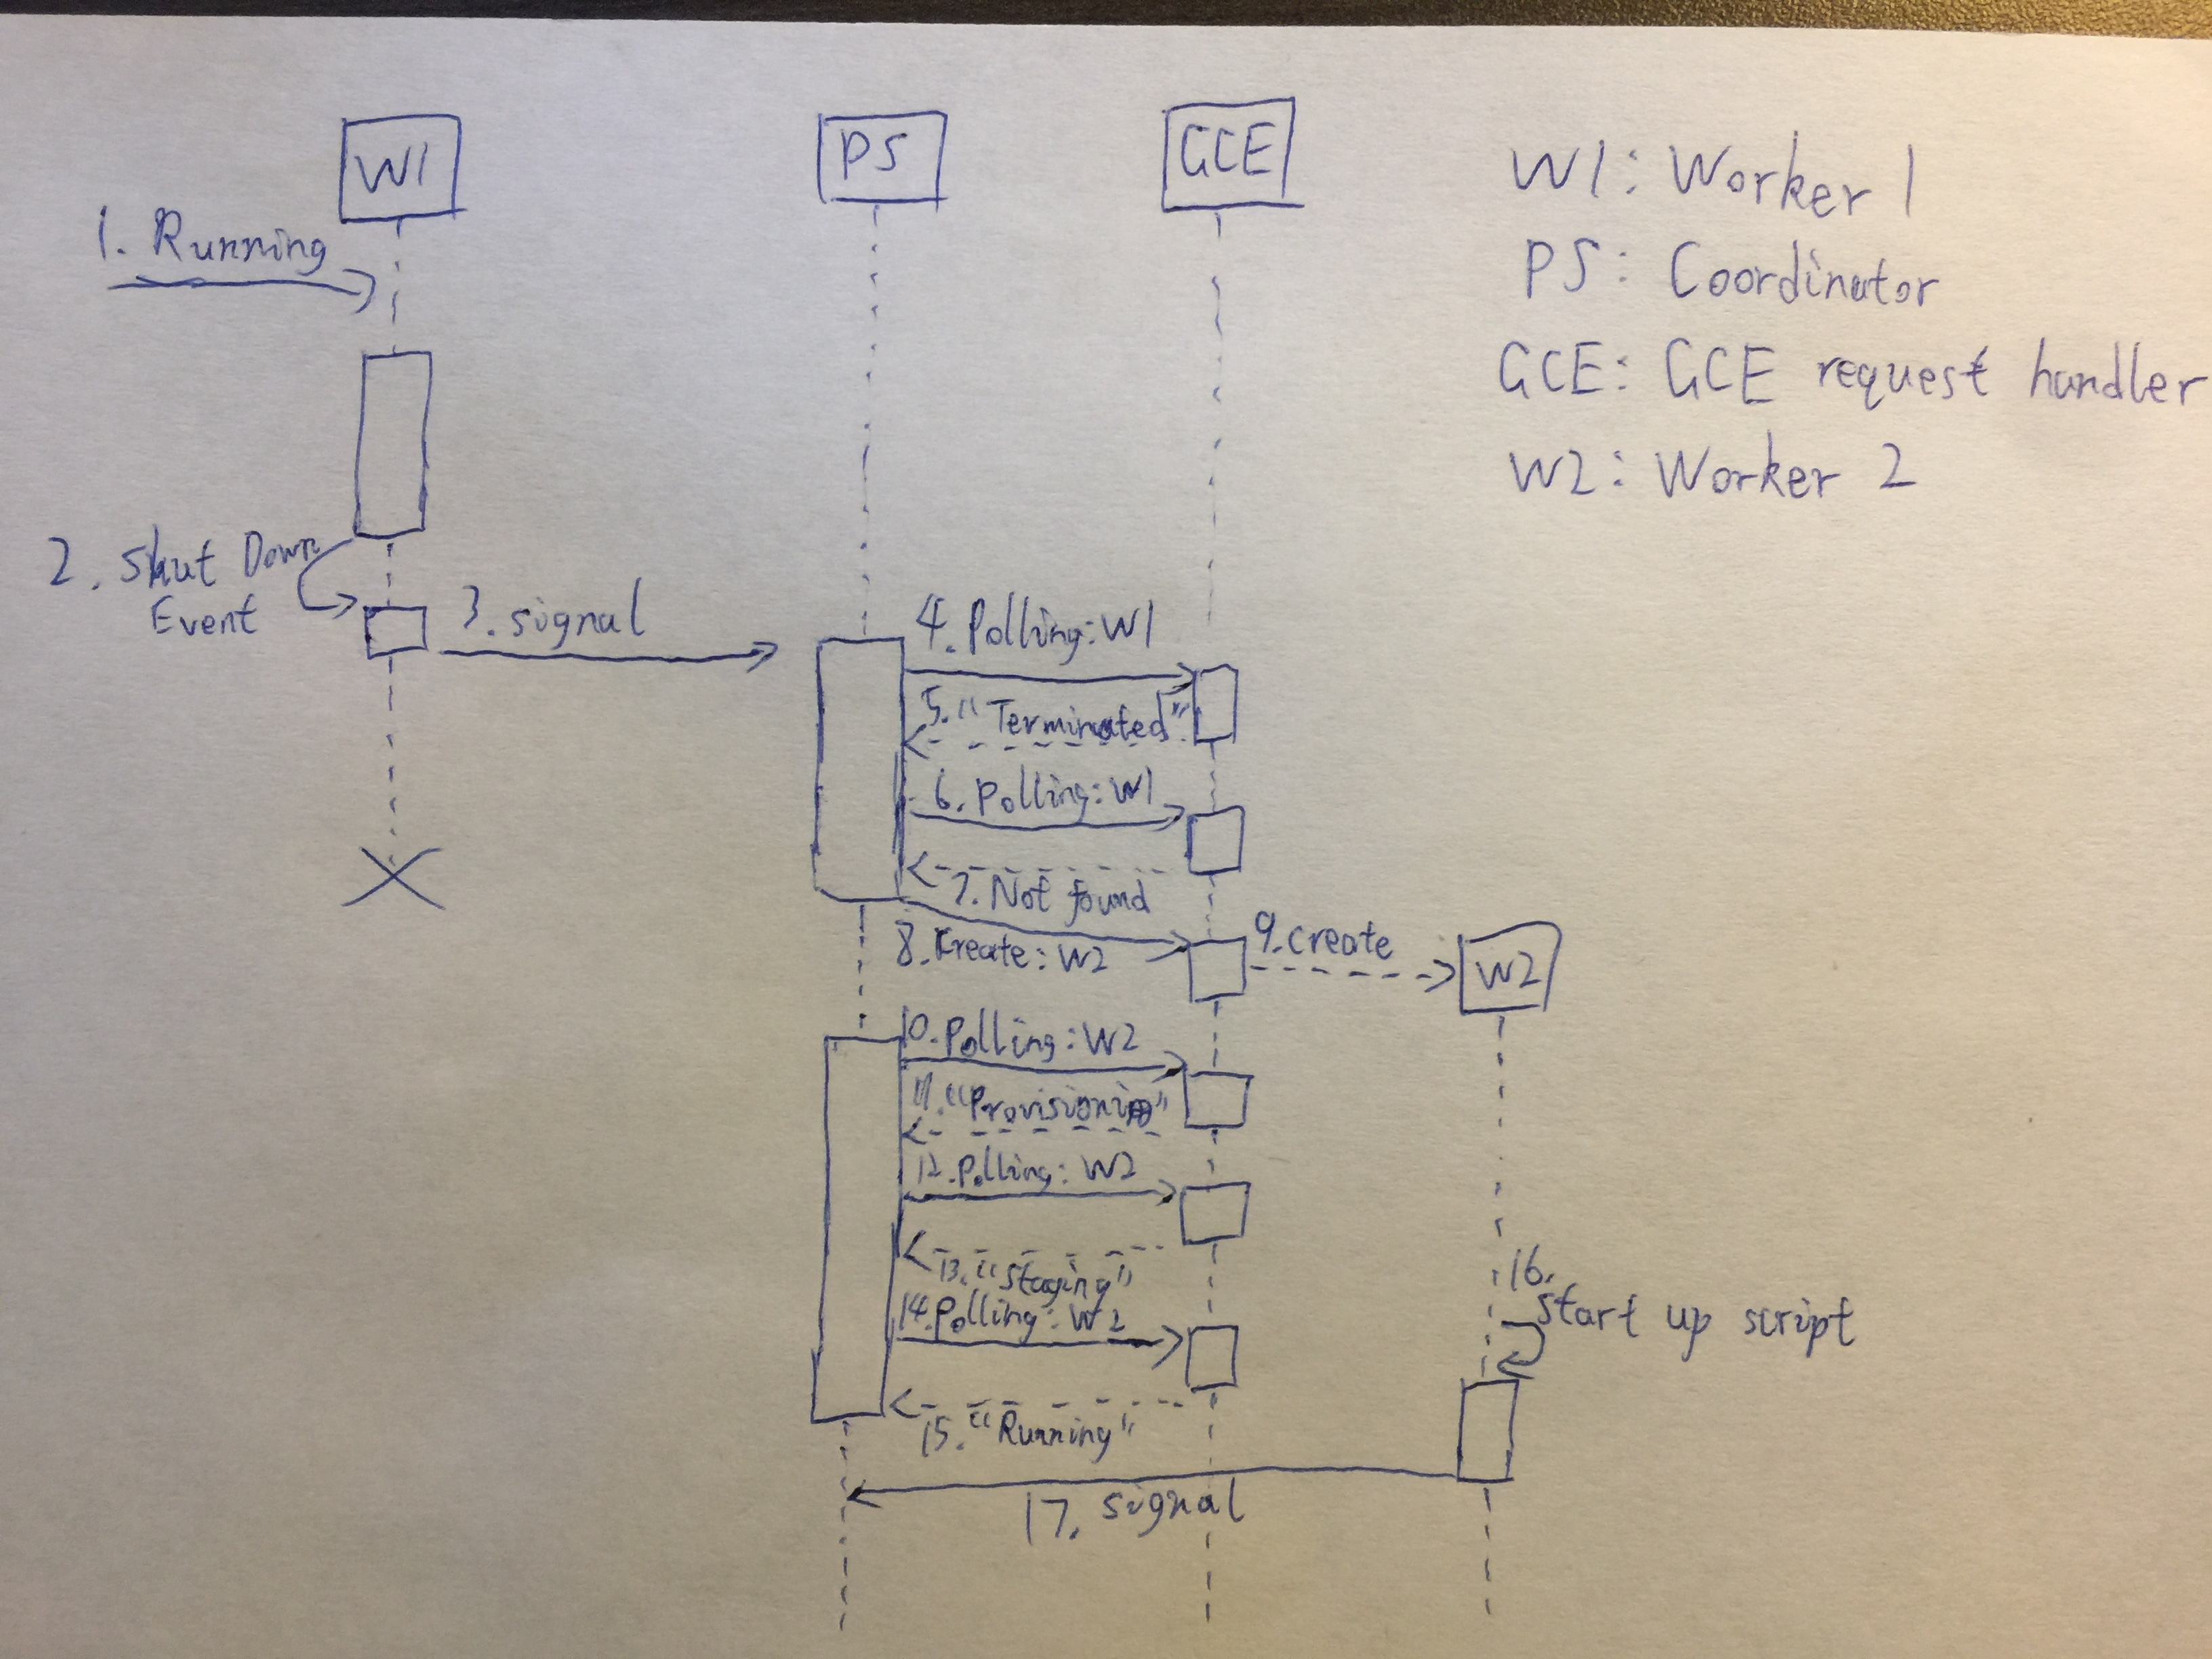 W1
PS
GCE
W1: Worker 1
PS: Coordinator
GCE: GCE request handler
W2: Worker 2
1. Running
2. Shut Down
Event
3. signal
4. Polling: W1
5. "Terminated"
6. Polling: W1
7. Not found
8. Create: W2
9. create
W2
10. Polling: W2
11. "Provisioning"
12. Polling: W2
13. "Staging"
14. Polling: W2
15. "Running"
16.
Start up script
17. signal